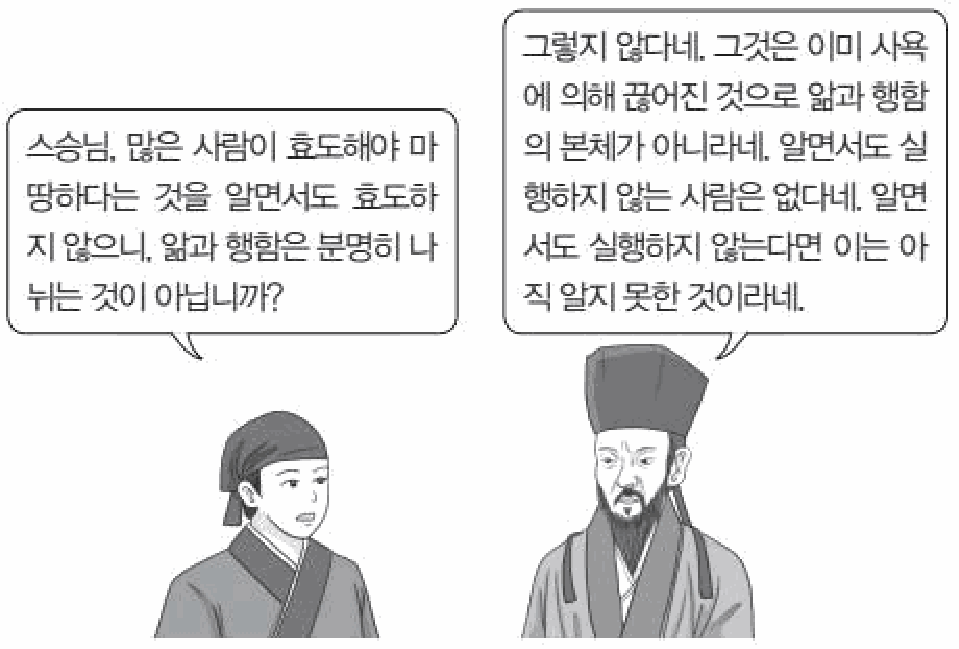 스승님, 많은 사람이 효도해야 마
땅하다는 것을 알면서도 효도하
지 않으니, 앎과 행함은 분명히 나
뉘는 것이 아닙니까?
그렇지 않다네. 그것은 이미 사욕
에 의해 끊어진 것으로 앎과 행함
의 본체가 아니라네. 알면서도 실
행하지 않는 사람은 없다네. 알면
서도 실행하지 않는다면 이는 아
직 알지 못한 것이라네.